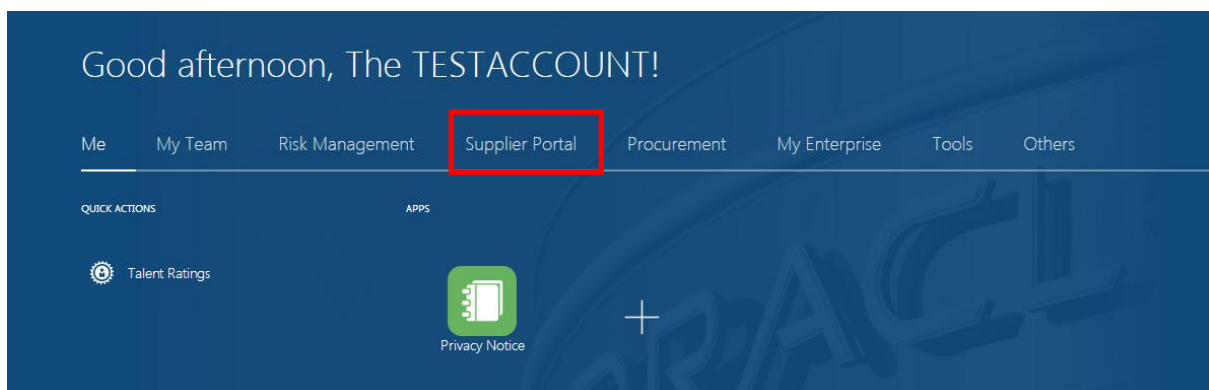 Good afternoon, The TESTACCOUNT!
Me My Team Risk Management Supplier Portal Procurement My Enterprise Tools Others
QUICK ACTIONS APPS
Talent Ratings
Privacy Notice
ORACL